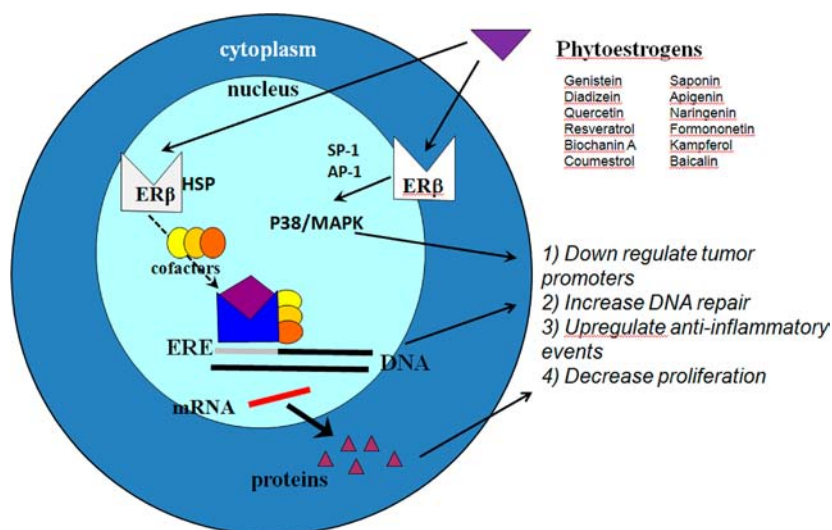 cytoplasm
nucleus
Phytoestrogens
Genistein Saponin
Diadizein Apigenin
Quercetin Naringenin
Resveratrol Formononetin
Biochanin A Kampferol
Coumestrol Baicalin
SP-1
AP-1
ERβ HSP
ERβ
P38/MAPK
cofactors
1) Down regulate tumor
promoters
2) Increase DNA repair
3) Upregulate anti-inflammatory
events
4) Decrease proliferation
ERE
DNA
mRNA
proteins